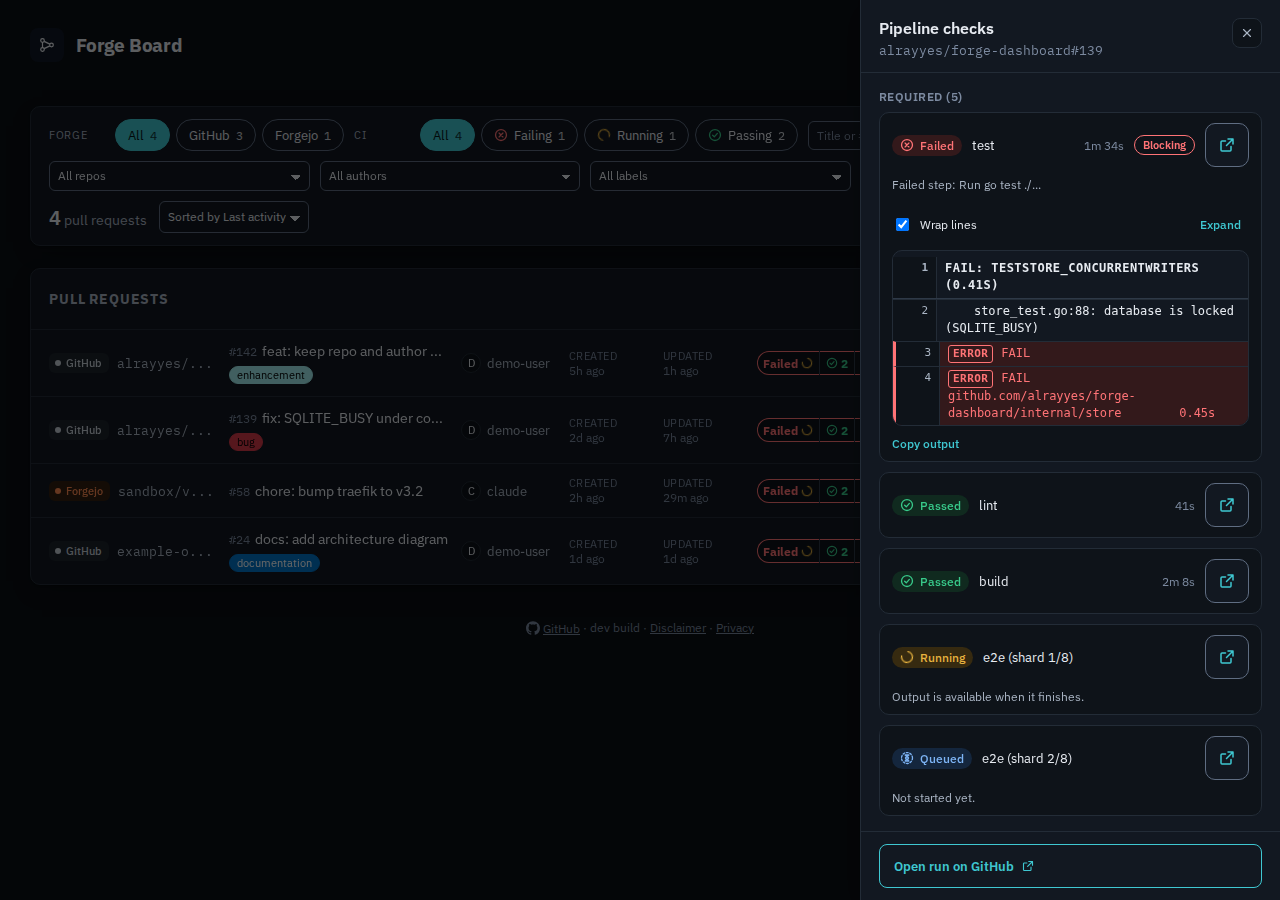 Forge Board
FORGE All 4 GitHub 3 Forgejo 1 CI All 4 Failing 1 Running 1 Passing 2 Title or
All repos All authors All labels
4 pull requests Sorted by Last activity
PULL REQUESTS
GitHub alrayyes/... #142 feat: keep repo and author ... D demo-user CREATED UPDATED Failed 2
enhancement 5h ago 1h ago
GitHub alrayyes/... #139 fix: SQLITE_BUSY under co... D demo-user CREATED UPDATED Failed 2
bug 2d ago 7h ago
Forgejo sandbox/v... #58 chore: bump traefik to v3.2 C claude CREATED UPDATED Failed 2
2h ago 29m ago
GitHub example-o... #24 docs: add architecture diagram D demo-user CREATED UPDATED Failed 2
documentation 1d ago 1d ago
GitHub · dev build · Disclaimer · Privacy
Pipeline checks
alrayyes/forge-dashboard#139
REQUIRED (5)
Failed test 1m 34s Blocking
Failed step: Run go test ./...
Wrap lines Expand
1 FAIL: TESTSTORE_CONCURRENTWRITERS
(0.41S)
2 store_test.go:88: database is locked
(SQLITE_BUSY)
3 ERROR FAIL
4 ERROR FAIL
github.com/alrayyes/forge-
dashboard/internal/store 0.45s
Copy output
Passed lint 41s
Passed build 2m 8s
Running e2e (shard 1/8)
Output is available when it finishes.
Queued e2e (shard 2/8)
Not started yet.
Open run on GitHub